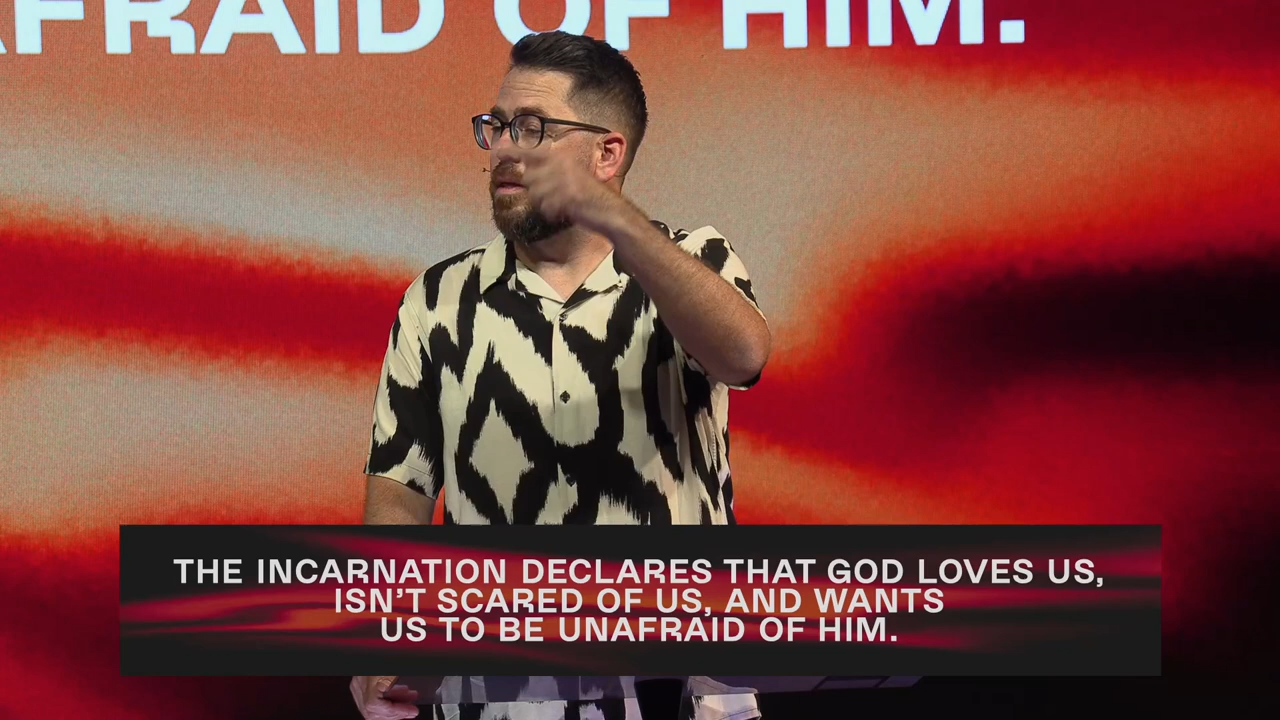 AFRAID OF HIM.
THE INCARNATION DECLARES THAT GOD LOVES US,
ISN'T SCARED OF US, AND WANTS
US TO BE UNAFRAID OF HIM.